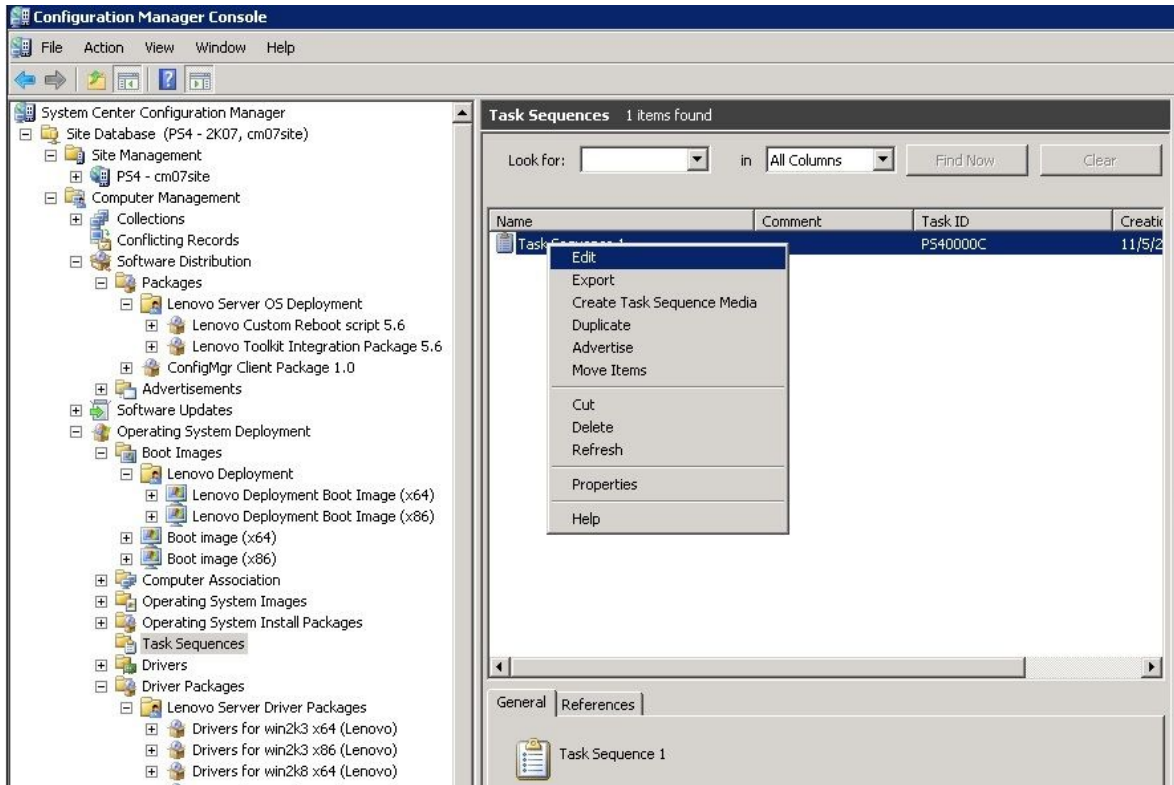 Configuration Manager Console
File Action View Window Help
System Center Configuration Manager
Site Database (PS4 - 2K07, cm07site)
Site Management
PS4 - cm07site
Computer Management
Collections
Conflicting Records
Software Distribution
Packages
Lenovo Server OS Deployment
Lenovo Custom Reboot script 5.6
Lenovo Toolkit Integration Package 5.6
ConfigMgr Client Package 1.0
Advertisements
Software Updates
Operating System Deployment
Boot Images
Lenovo Deployment
Lenovo Deployment Boot Image (x64)
Lenovo Deployment Boot Image (x86)
Boot image (x64)
Boot image (x86)
Computer Association
Operating System Images
Operating System Install Packages
Task Sequences
Drivers
Driver Packages
Lenovo Server Driver Packages
Drivers for win2k3 x64 (Lenovo)
Drivers for win2k3 x86 (Lenovo)
Drivers for win2k8 x64 (Lenovo)
Task Sequences 1 items found
Look for: in All Columns Find Now Clear
Name Comment Task ID Creatio
Task Sequence 1 PS40000C 11/5/2
Edit
Export
Create Task Sequence Media
Duplicate
Advertise
Move Items
Cut
Delete
Refresh
Properties
Help
General References
Task Sequence 1